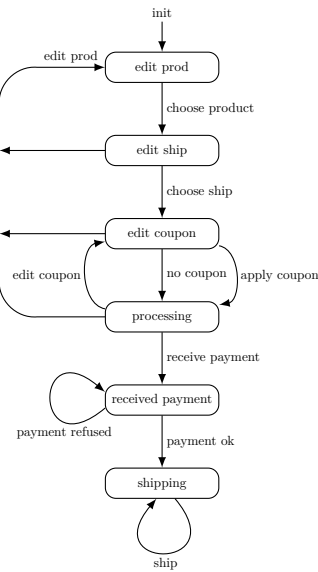 init
edit prod
edit prod
choose product
edit ship
choose ship
edit coupon
edit coupon
no coupon
apply coupon
processing
receive payment
received payment
payment refused
payment ok
shipping
ship